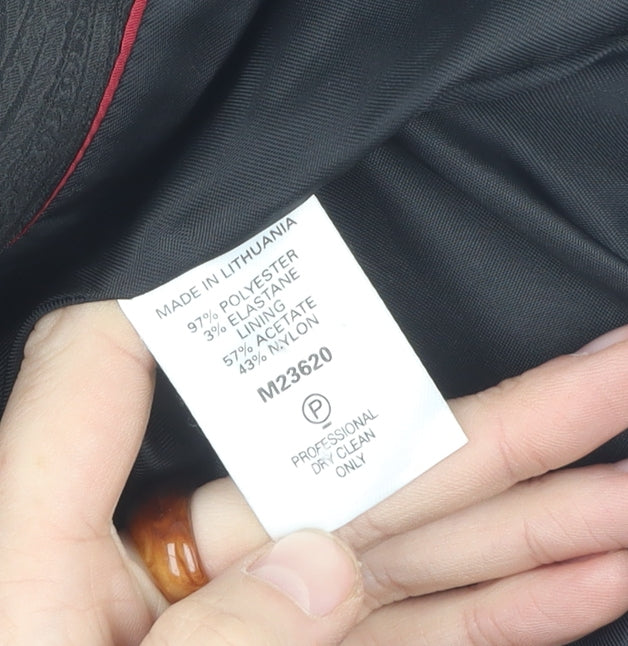 MADE IN LITHUANIA
97% POLYESTER
3% ELASTANE
LINING
57% ACETATE
43% NYLON
M23620
P
PROFESSIONAL
DRY CLEAN
ONLY